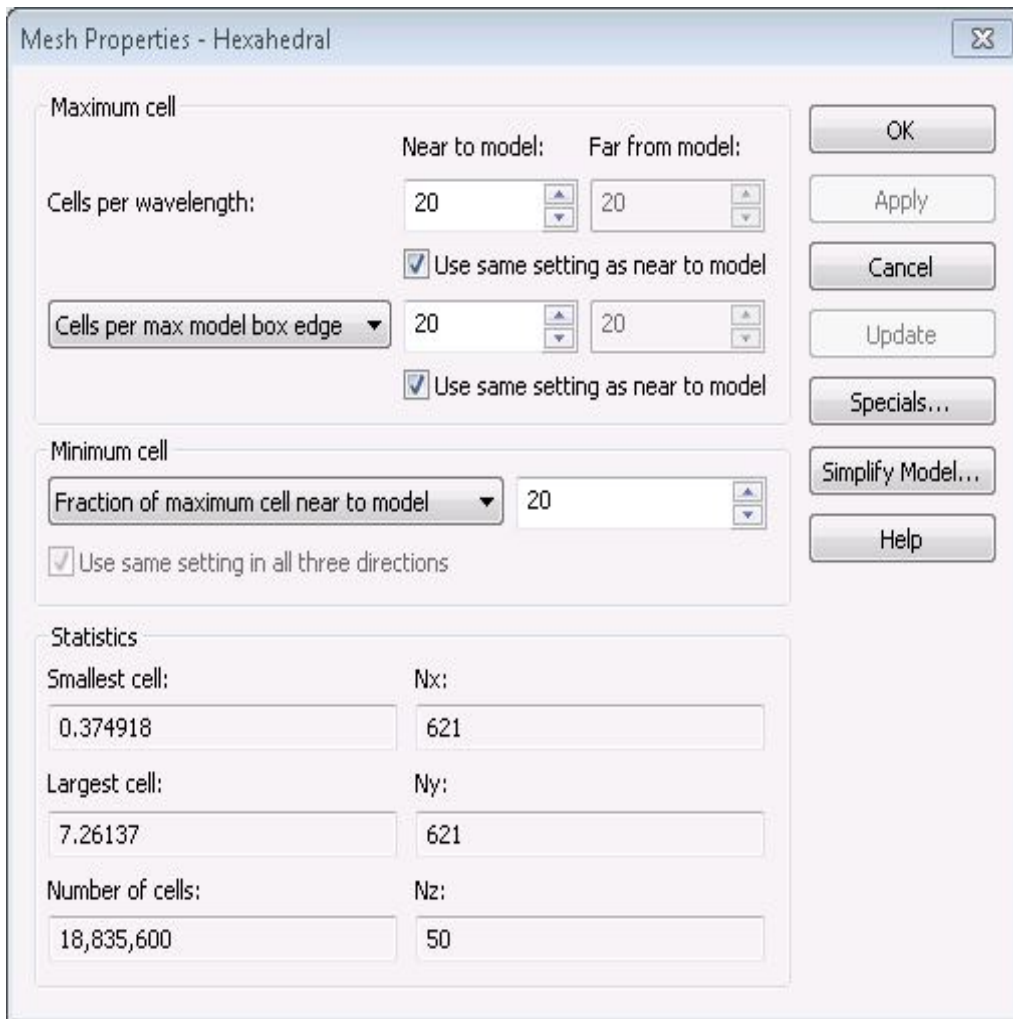 Mesh Properties - Hexahedral
Maximum cell
Near to model: Far from model:
Cells per wavelength: 20 20
Use same setting as near to model
Cells per max model box edge 20 20
Use same setting as near to model
Minimum cell
Fraction of maximum cell near to model 20
Use same setting in all three directions
Statistics
Smallest cell: Nx:
0.374918 621
Largest cell: Ny:
7.26137 621
Number of cells: Nz:
18,835,600 50
OK
Apply
Cancel
Update
Specials...
Simplify Model...
Help